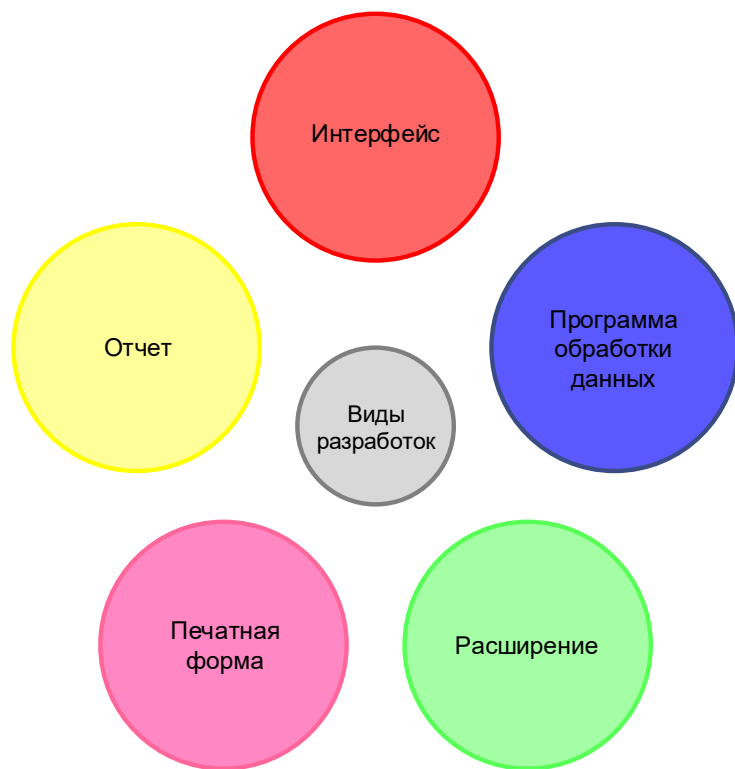 Интерфейс
Отчет
Программа
обработки
данных
Виды
разработок
Печатная
форма
Расширение